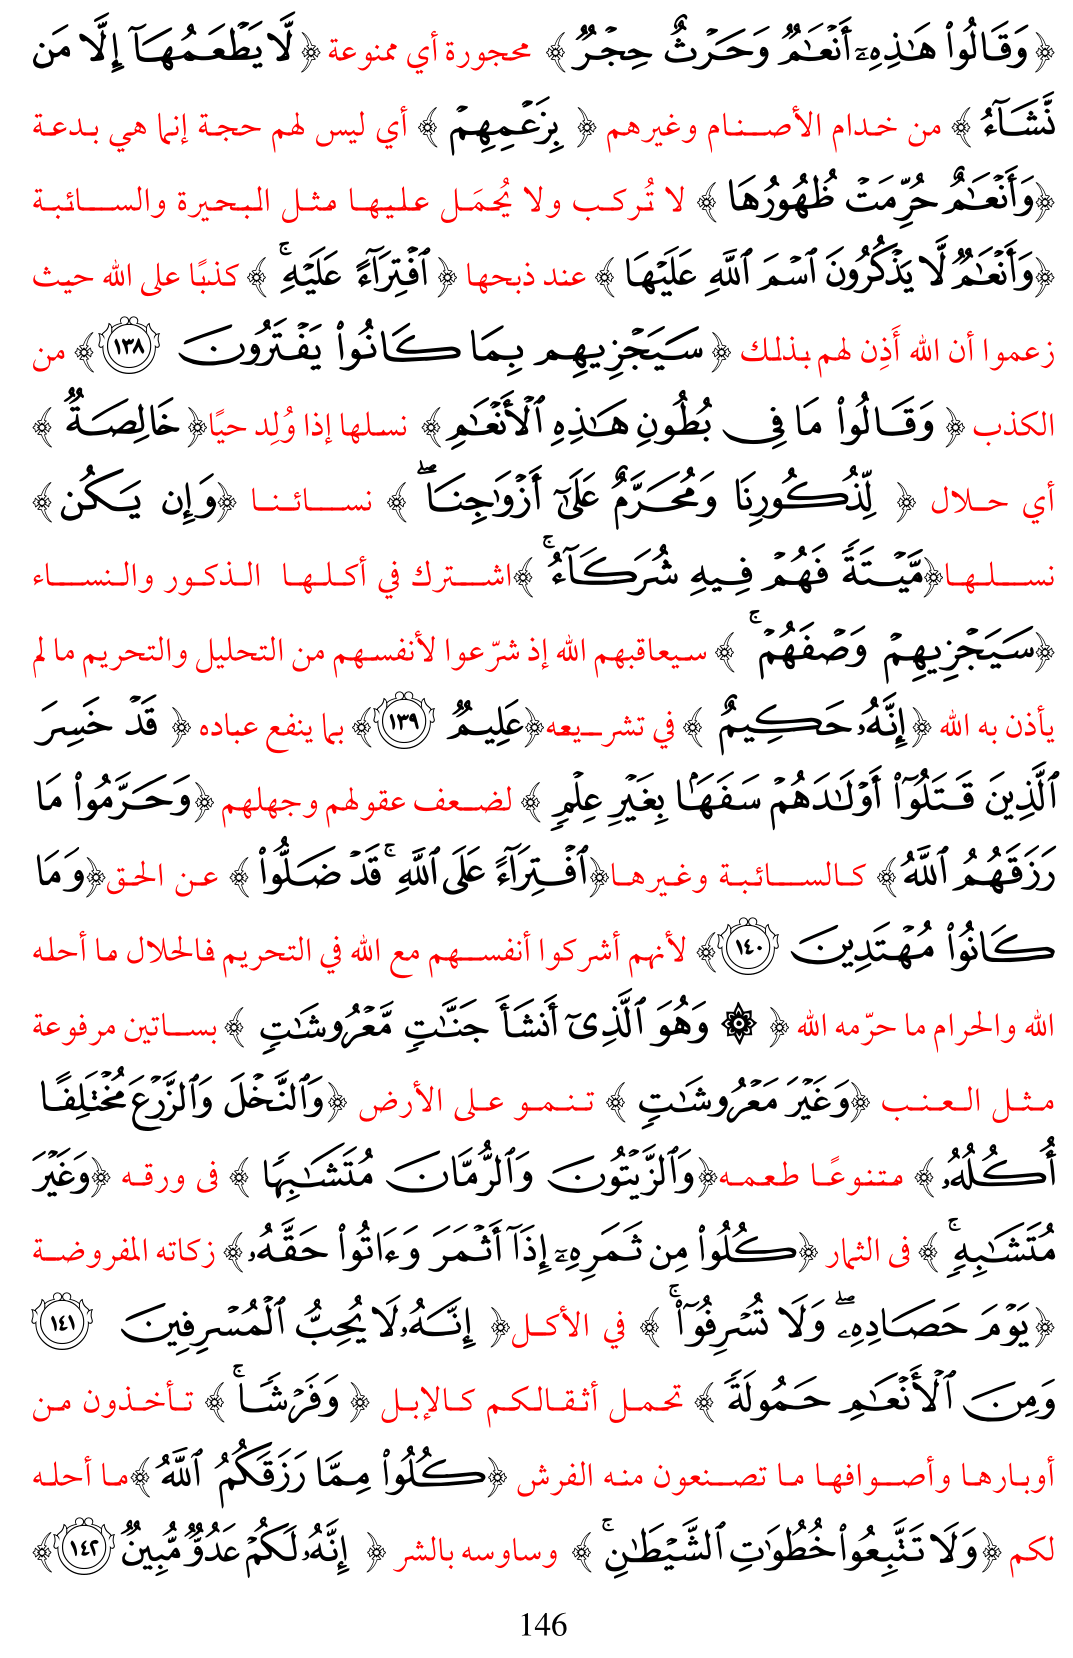 ﴿ وَقَالُواْ هَٰذِهِۦٓ أَنْعَٰمٌ وَحَرْثٌ حِجْرٌ ﴾ محجورة أي ممنوعة ﴿ لَّا يَطْعَمُهَآ إِلَّا مَن
نَّشَآءُ ﴾ من خدام الأصنام وغيرهم ﴿ بِزَعْمِهِمْ ﴾ أي ليس لهم حجة إنما هي بدعة
﴿ وَأَنْعَٰمٌ حُرِّمَتْ ظُهُورُهَا ﴾ لا تُركب ولا يُحمَل عليها مثل البحيرة والسائبة
﴿ وَأَنْعَٰمٌ لَّا يَذْكُرُونَ ٱسْمَ ٱللَّهِ عَلَيْهَا ﴾ عند ذبحها ﴿ ٱفْتِرَآءً عَلَيْهِ ۚ ﴾ كذبًا على الله حيث
زعموا أن الله أَذِن لهم بذلك ﴿ سَيَجْزِيهِم بِمَا كَانُواْ يَفْتَرُونَ ١٣٨ ﴾ من
الكذب ﴿ وَقَالُواْ مَا فِى بُطُونِ هَٰذِهِ ٱلْأَنْعَٰمِ ﴾ نسلها إذا وُلِد حيًا ﴿ خَالِصَةٌ ﴾
أي حلال ﴿ لِّذُكُورِنَا وَمُحَرَّمٌ عَلَىٰٓ أَزْوَٰجِنَا ۖ ﴾ نسائنا ﴿ وَإِن يَكُن ﴾
نسلها ﴿ مَّيْتَةً فَهُمْ فِيهِ شُرَكَآءُ ۚ ﴾ اشترك في أكلها الذكور والنساء
﴿ سَيَجْزِيهِمْ وَصْفَهُمْ ۚ ﴾ سيعاقبهم الله إذ شرّعوا لأنفسهم من التحليل والتحريم ما لم
يأذن به الله ﴿ إِنَّهُۥ حَكِيمٌ ﴾ في تشريعه ﴿ عَلِيمٌ ١٣٩ ﴾ بما ينفع عباده ﴿ قَدْ خَسِرَ
ٱلَّذِينَ قَتَلُوٓاْ أَوْلَٰدَهُمْ سَفَهًۢا بِغَيْرِ عِلْمٍ ﴾ لضعف عقولهم وجهلهم ﴿ وَحَرَّمُواْ مَا
رَزَقَهُمُ ٱللَّهُ ﴾ كالسائبة وغيرها ﴿ ٱفْتِرَآءً عَلَى ٱللَّهِ ۚ قَدْ ضَلُّواْ ﴾ عن الحق ﴿ وَمَا
كَانُواْ مُهْتَدِينَ ١٤٠ ﴾ لأنهم أشركوا أنفسهم مع الله في التحريم فالحلال ما أحله
الله والحرام ما حرّمه الله ﴿ ۞ وَهُوَ ٱلَّذِىٓ أَنشَأَ جَنَّٰتٍ مَّعْرُوشَٰتٍ ﴾ بساتين مرفوعة
مثل العنب ﴿ وَغَيْرَ مَعْرُوشَٰتٍ ﴾ تنمو على الأرض ﴿ وَٱلنَّخْلَ وَٱلزَّرْعَ مُخْتَلِفًا
أُكُلُهُۥ ﴾ متنوعًا طعمه ﴿ وَٱلزَّيْتُونَ وَٱلرُّمَّانَ مُتَشَٰبِهًا ﴾ فى ورقه ﴿ وَغَيْرَ
مُتَشَٰبِهٍ ۚ ﴾ فى الثمار ﴿ كُلُواْ مِن ثَمَرِهِۦٓ إِذَآ أَثْمَرَ وَءَاتُواْ حَقَّهُۥ ﴾ زكاته المفروضة
﴿ يَوْمَ حَصَادِهِۦ ۖ وَلَا تُسْرِفُوٓاْ ۚ ﴾ في الأكل ﴿ إِنَّهُۥ لَا يُحِبُّ ٱلْمُسْرِفِينَ ١٤١
وَمِنَ ٱلْأَنْعَٰمِ حَمُولَةً ﴾ تحمل أثقالكم كالإبل ﴿ وَفَرْشًا ۚ ﴾ تأخذون من
أوبارها وأصوافها ما تصنعون منه الفرش ﴿ كُلُواْ مِمَّا رَزَقَكُمُ ٱللَّهُ ﴾ ما أحله
لكم ﴿ وَلَا تَتَّبِعُواْ خُطُوَٰتِ ٱلشَّيْطَٰنِ ۚ ﴾ وساوسه بالشر ﴿ إِنَّهُۥ لَكُمْ عَدُوٌّ مُّبِينٌ ١٤٢ ﴾
146